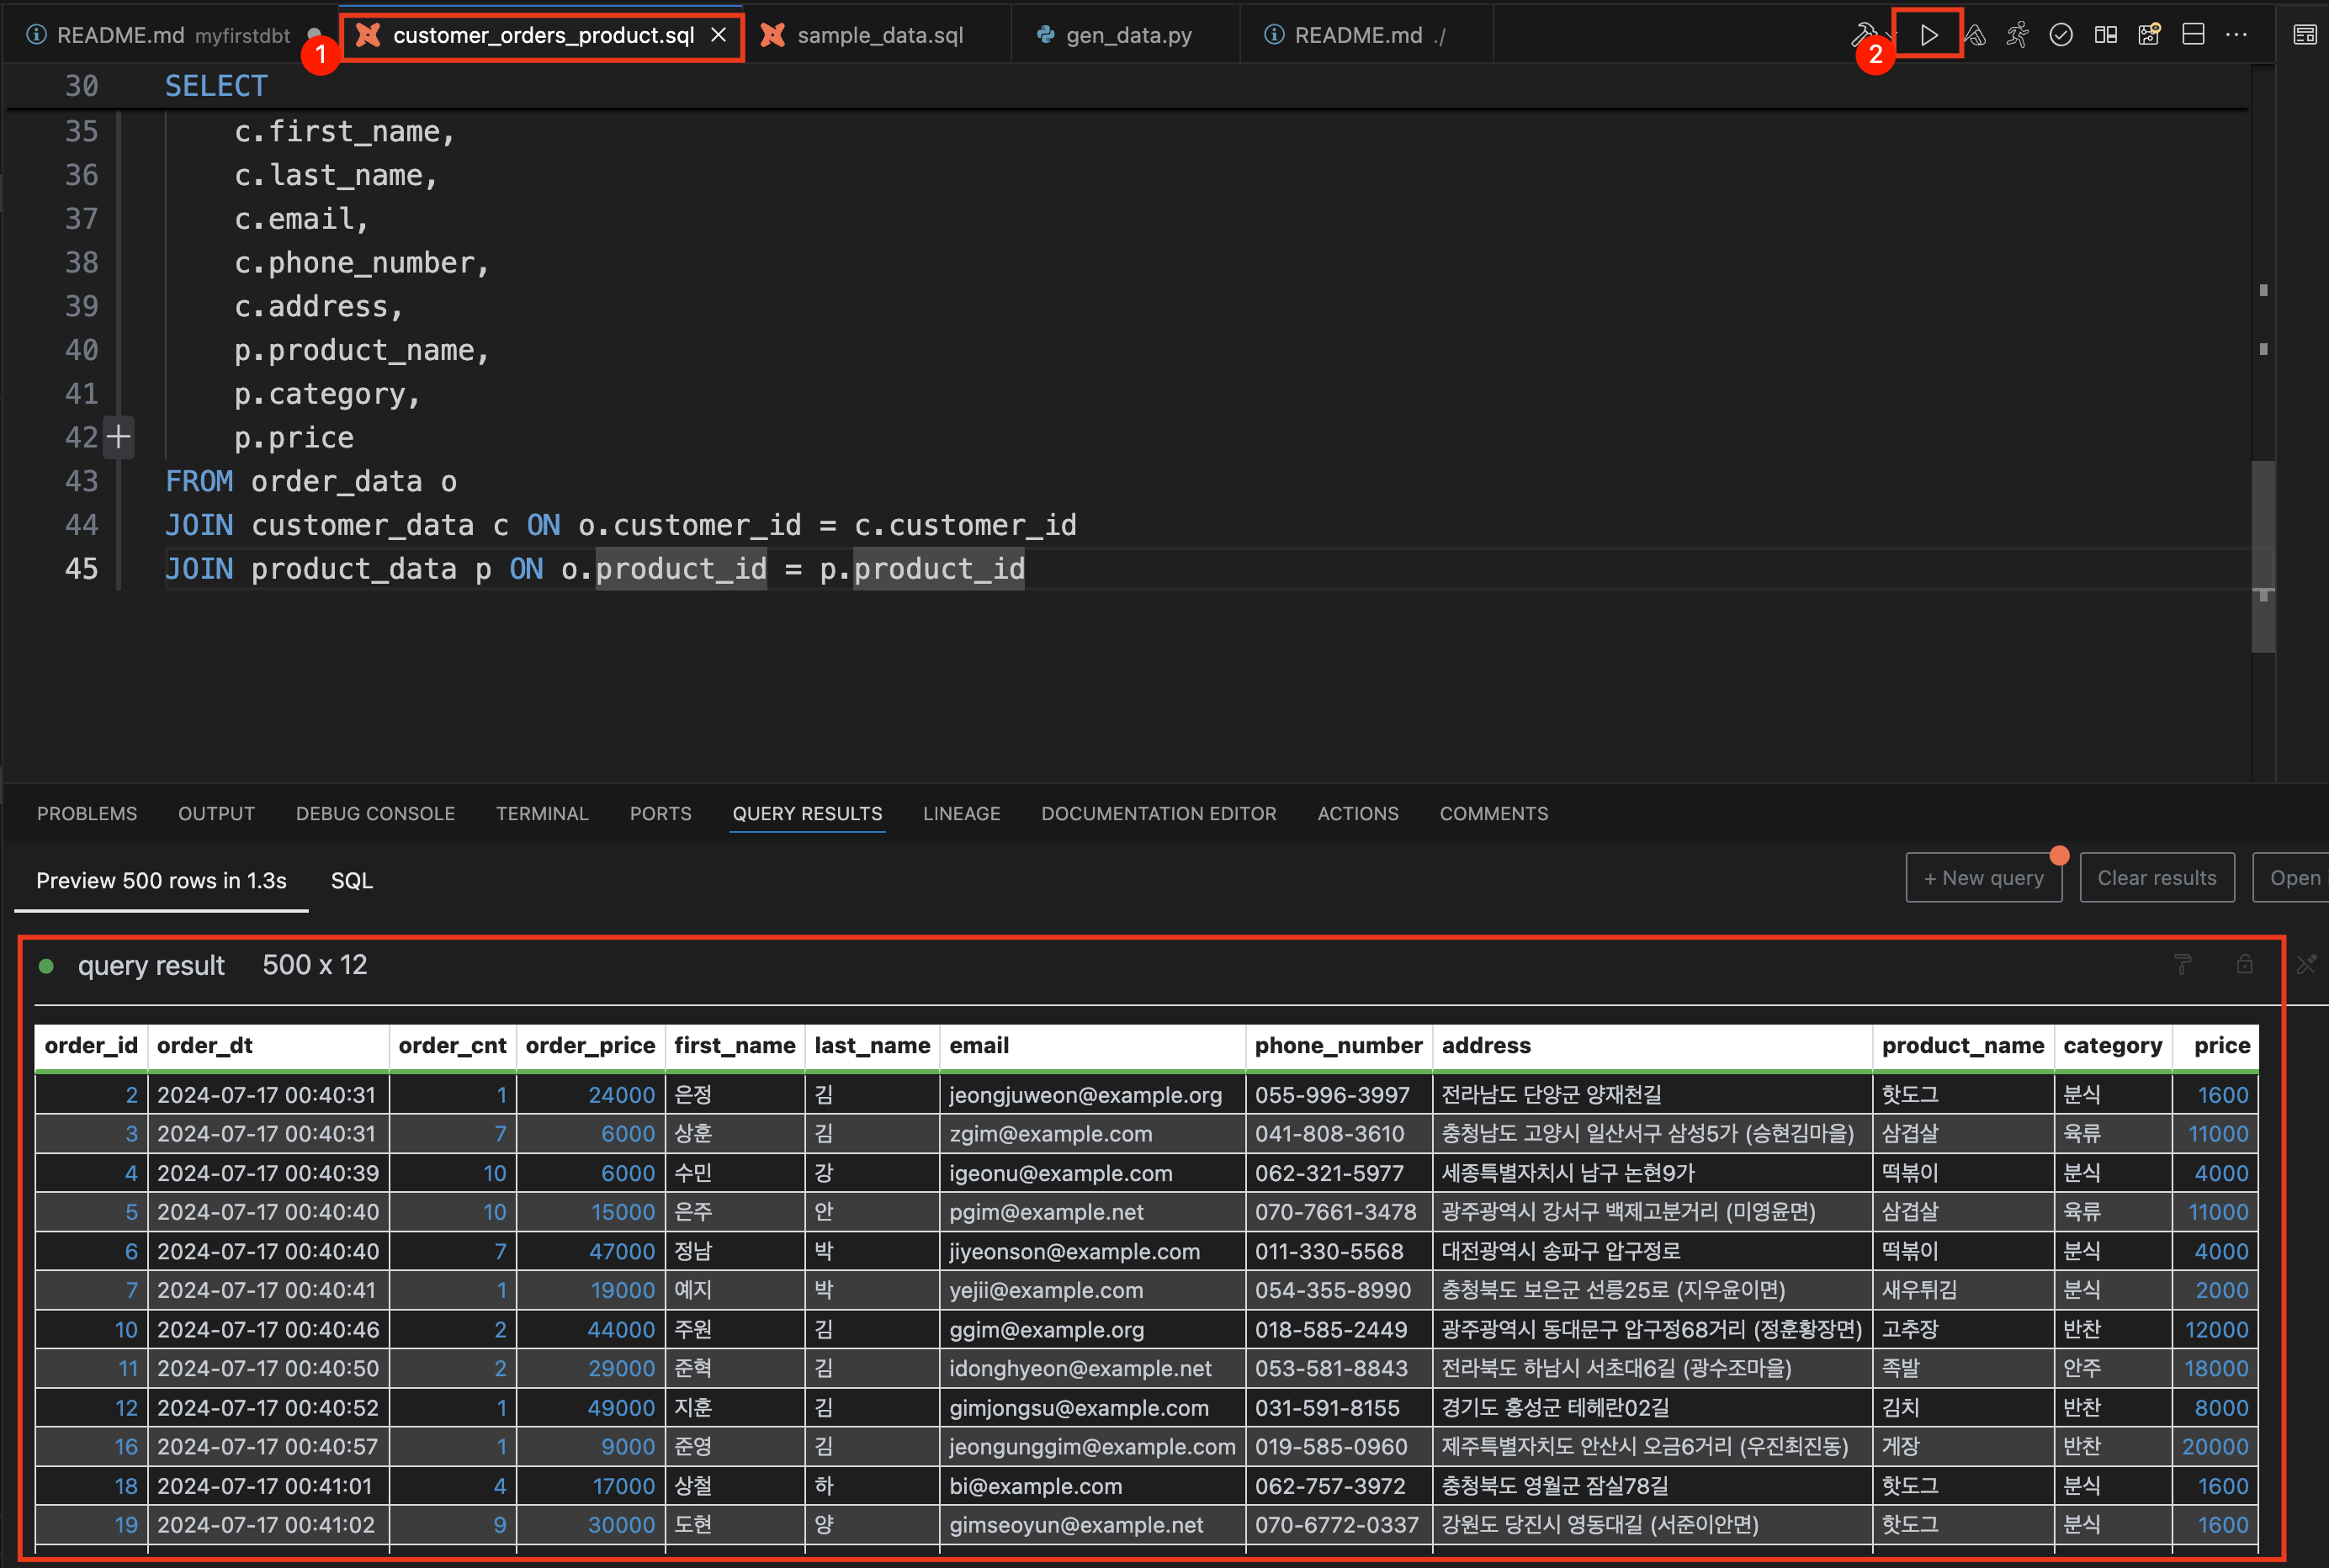 README.md myfirstdbt
1
customer_orders_product.sql
sample_data.sql
gen_data.py
README.md ./
2
30 SELECT
35 c.first_name,
36 c.last_name,
37 c.email,
38 c.phone_number,
39 c.address,
40 p.product_name,
41 p.category,
42 p.price
43 FROM order_data o
44 JOIN customer_data c ON o.customer_id = c.customer_id
45 JOIN product_data p ON o.product_id = p.product_id
PROBLEMS OUTPUT DEBUG CONSOLE TERMINAL PORTS QUERY RESULTS LINEAGE DOCUMENTATION EDITOR ACTIONS COMMENTS
Preview 500 rows in 1.3s SQL + New query Clear results Open
query result 500 x 12
order_id order_dt order_cnt order_price first_name last_name email phone_number address product_name category price
2 2024-07-17 00:40:31 1 24000 은정 김 jeongjuweon@example.org 055-996-3997 전라남도 단양군 양재천길 핫도그 분식 1600
3 2024-07-17 00:40:31 7 6000 상훈 김 zgim@example.com 041-808-3610 충청남도 고양시 일산서구 삼성5가 (승현김마을) 삼겹살 육류 11000
4 2024-07-17 00:40:39 10 6000 수민 강 igeonu@example.com 062-321-5977 세종특별자치시 남구 논현9가 떡볶이 분식 4000
5 2024-07-17 00:40:40 10 15000 은주 안 pgim@example.net 070-7661-3478 광주광역시 강서구 백제고분거리 (미영윤면) 삼겹살 육류 11000
6 2024-07-17 00:40:40 7 47000 정남 박 jiyeonson@example.com 011-330-5568 대전광역시 송파구 압구정로 떡볶이 분식 4000
7 2024-07-17 00:40:41 1 19000 예지 박 yejii@example.com 054-355-8990 충청북도 보은군 선릉25로 (지우윤이면) 새우튀김 분식 2000
10 2024-07-17 00:40:46 2 44000 주원 김 ggim@example.org 018-585-2449 광주광역시 동대문구 압구정68거리 (정훈황장면) 고추장 반찬 12000
11 2024-07-17 00:40:50 2 29000 준혁 김 idonghyeon@example.net 053-581-8843 전라북도 하남시 서초대6길 (광수조마을) 족발 안주 18000
12 2024-07-17 00:40:52 1 49000 지훈 김 gimjongsu@example.com 031-591-8155 경기도 홍성군 테헤란02길 김치 반찬 8000
16 2024-07-17 00:40:57 1 9000 준영 김 jeongunggim@example.com 019-585-0960 제주특별자치도 안산시 오금6거리 (우진최진동) 게장 반찬 20000
18 2024-07-17 00:41:01 4 17000 상철 하 bi@example.com 062-757-3972 충청북도 영월군 잠실78길 핫도그 분식 1600
19 2024-07-17 00:41:02 9 30000 도현 양 gimseoyun@example.net 070-6772-0337 강원도 당진시 영동대길 (서준이안면) 핫도그 분식 1600